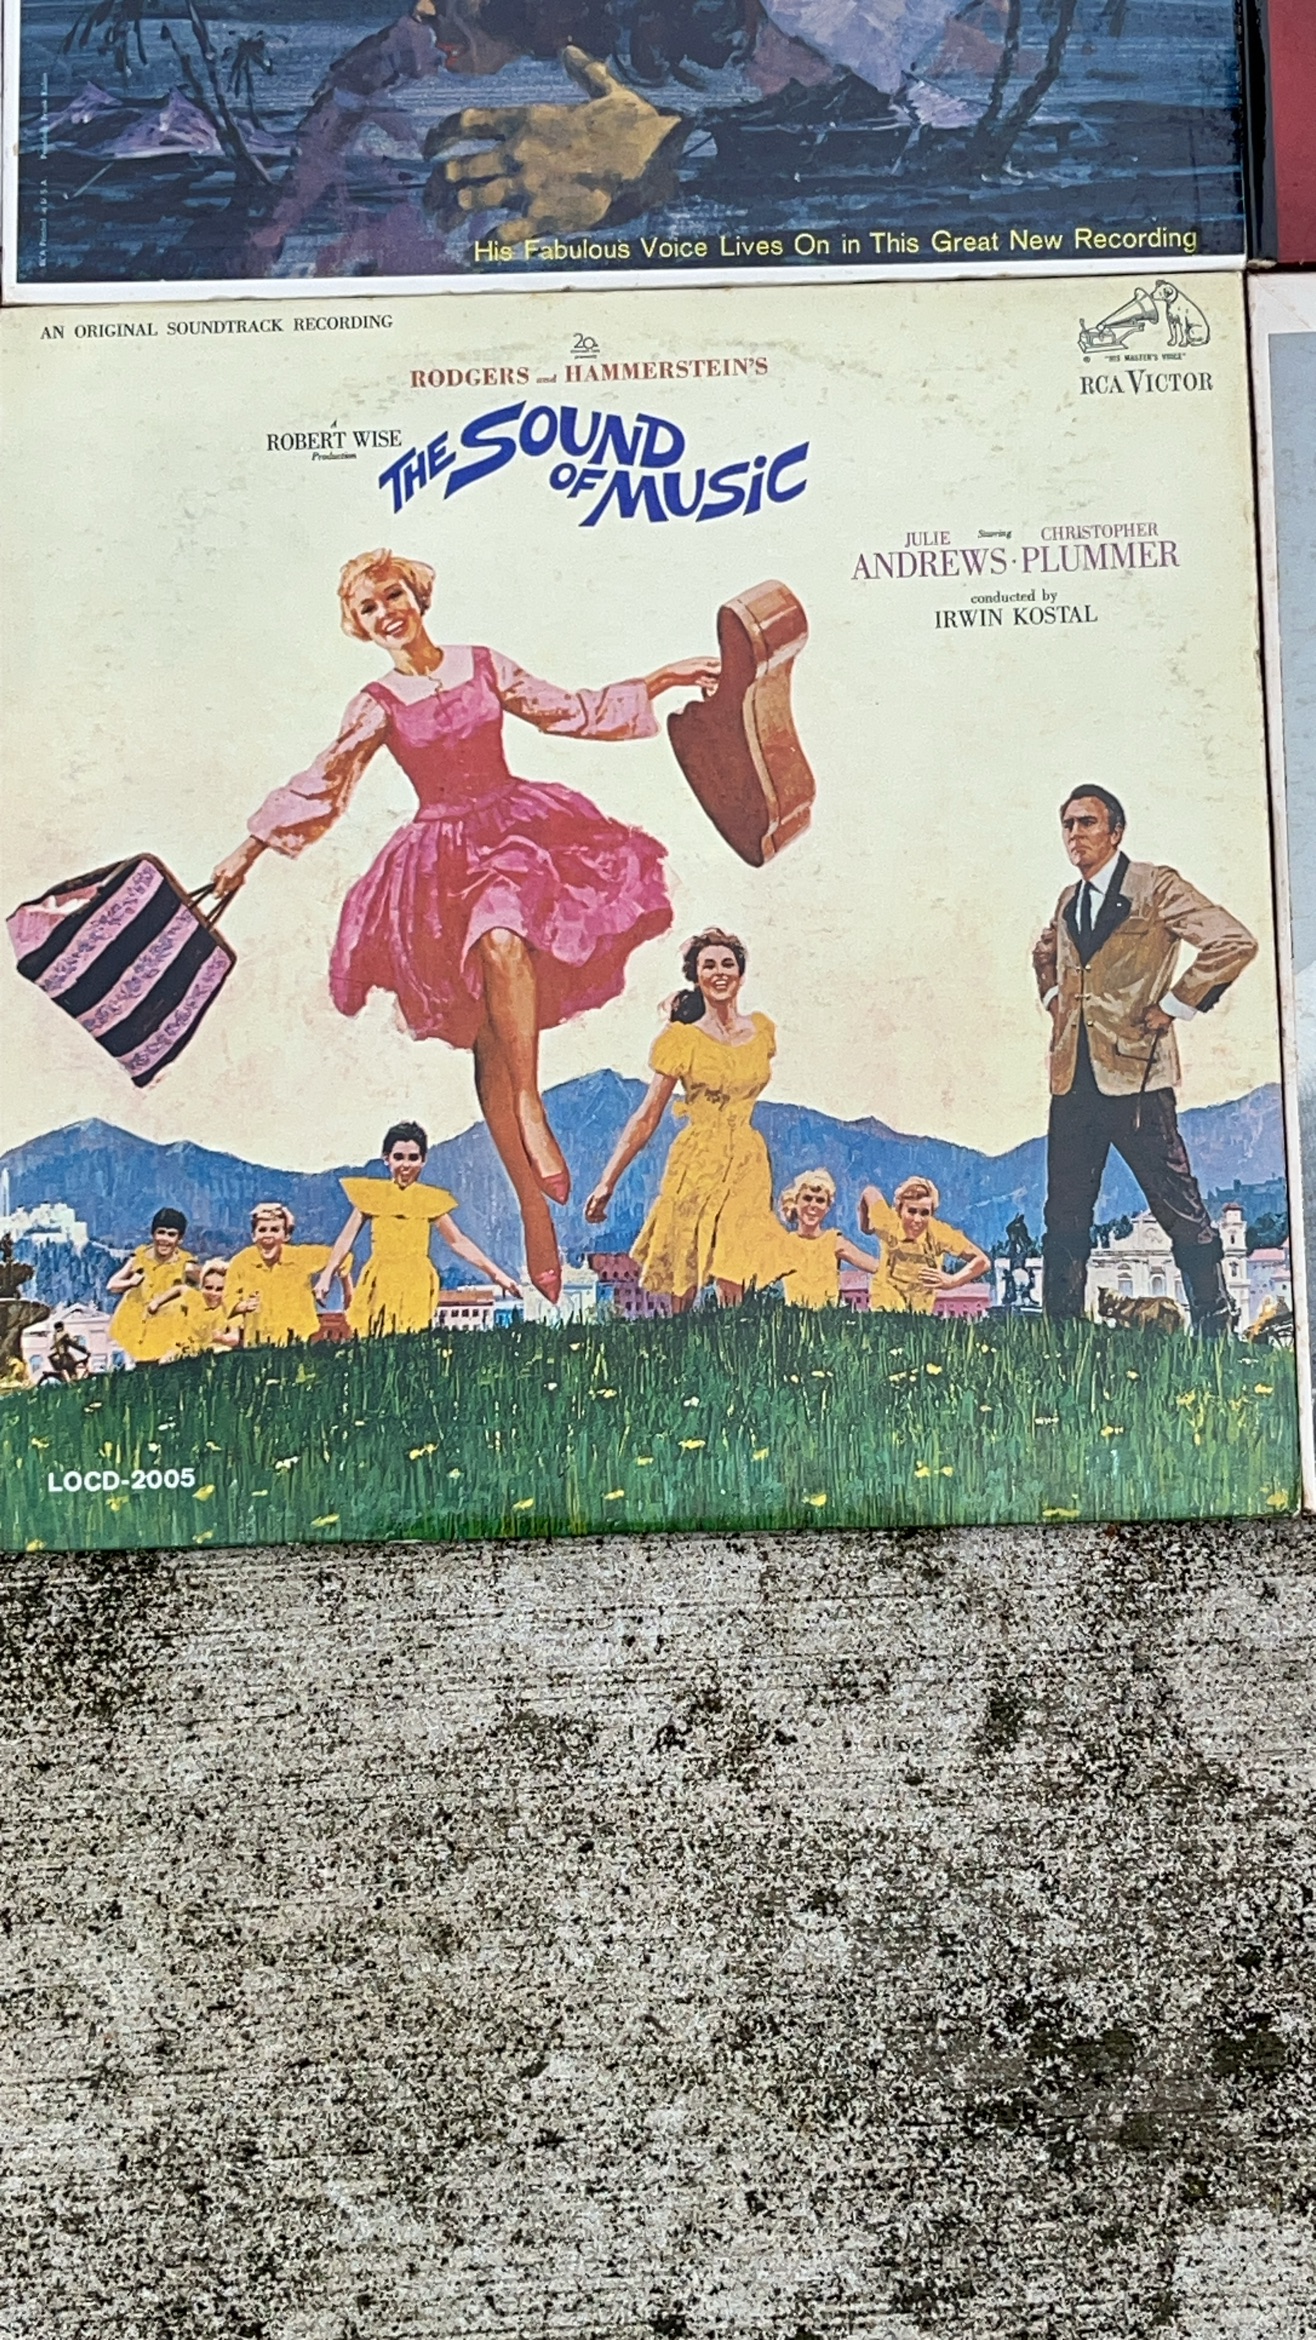 His Fabulous Voice Lives On in This Great New Recording
AN ORIGINAL SOUNDTRACK RECORDING
20
RODGERS and HAMMERSTEIN'S
A
ROBERT WISE
Production
THE SOUND
OF MUSIC
"HIS MASTER'S VOICE"
RCA VICTOR
Starring
JULIE CHRISTOPHER
ANDREWS · PLUMMER
conducted by
IRWIN KOSTAL
LOCD-2005